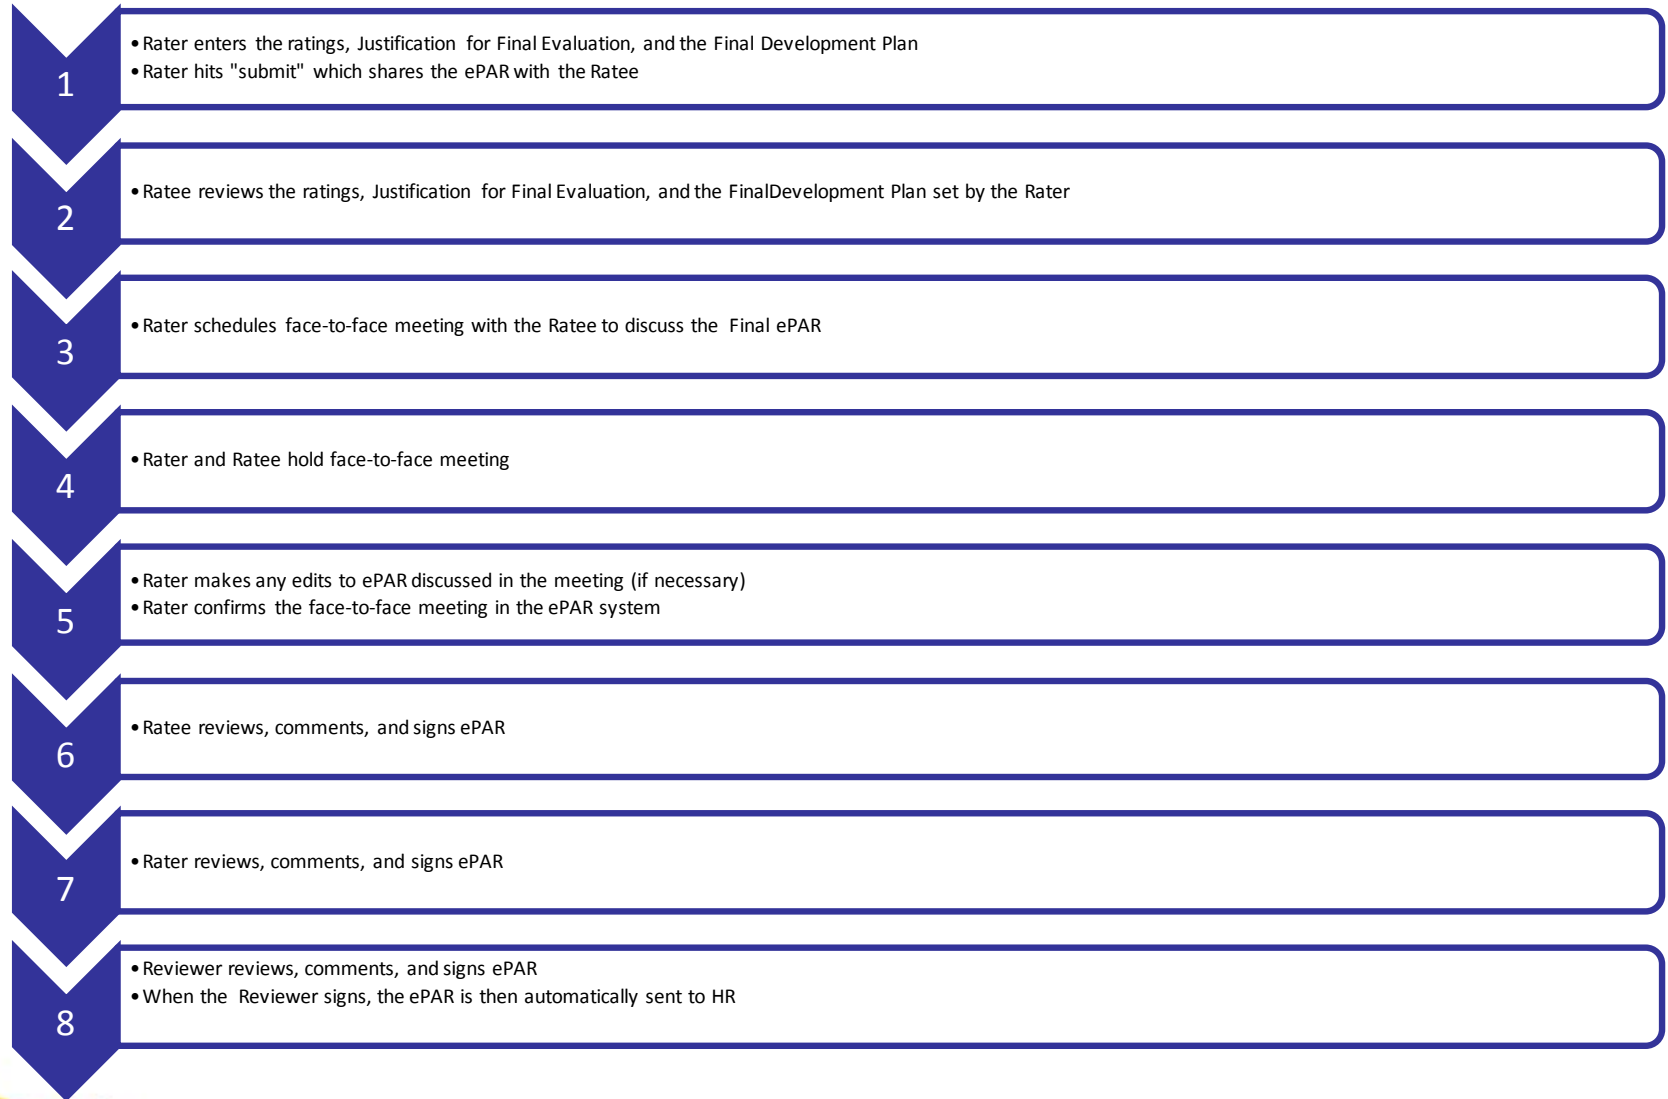 1
•Rater enters the ratings, Justification for Final Evaluation, and the Final Development Plan
•Rater hits "submit" which shares the ePAR with the Ratee
2
•Ratee reviews the ratings, Justification for Final Evaluation, and the FinalDevelopment Plan set by the Rater
3
•Rater schedules face-to-face meeting with the Ratee to discuss the Final ePAR
4
•Rater and Ratee hold face-to-face meeting
5
•Rater makes any edits to ePAR discussed in the meeting (if necessary)
•Rater confirms the face-to-face meeting in the ePAR system
6
•Ratee reviews, comments, and signs ePAR
7
•Rater reviews, comments, and signs ePAR
8
•Reviewer reviews, comments, and signs ePAR
•When the Reviewer signs, the ePAR is then automatically sent to HR